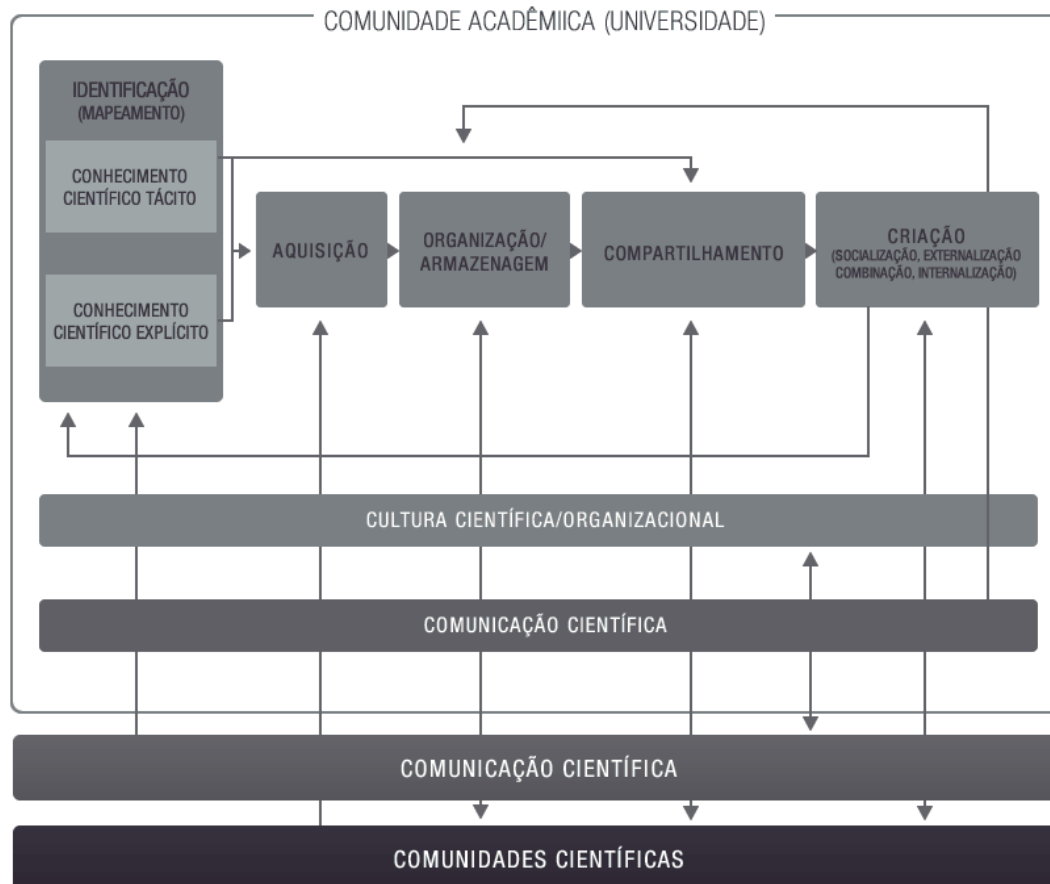 COMUNIDADE ACADÊMIICA (UNIVERSIDADE)
IDENTIFICAÇÃO
(MAPEAMENTO)
CONHECIMENTO
CIENTÍFICO TÁCITO
CONHECIMENTO
CIENTÍFICO EXPLÍCITO
AQUISIÇÃO
ORGANIZAÇÃO/
ARMAZENAGEM
COMPARTILHAMENTO
CRIAÇÃO
(SOCIALIZAÇÃO, EXTERNALIZAÇÃO
COMBINAÇÃO, INTERNALIZAÇÃO)
CULTURA CIENTÍFICA/ORGANIZACIONAL
COMUNICAÇÃO CIENTÍFICA
COMUNICAÇÃO CIENTÍFICA
COMUNIDADES CIENTÍFICAS